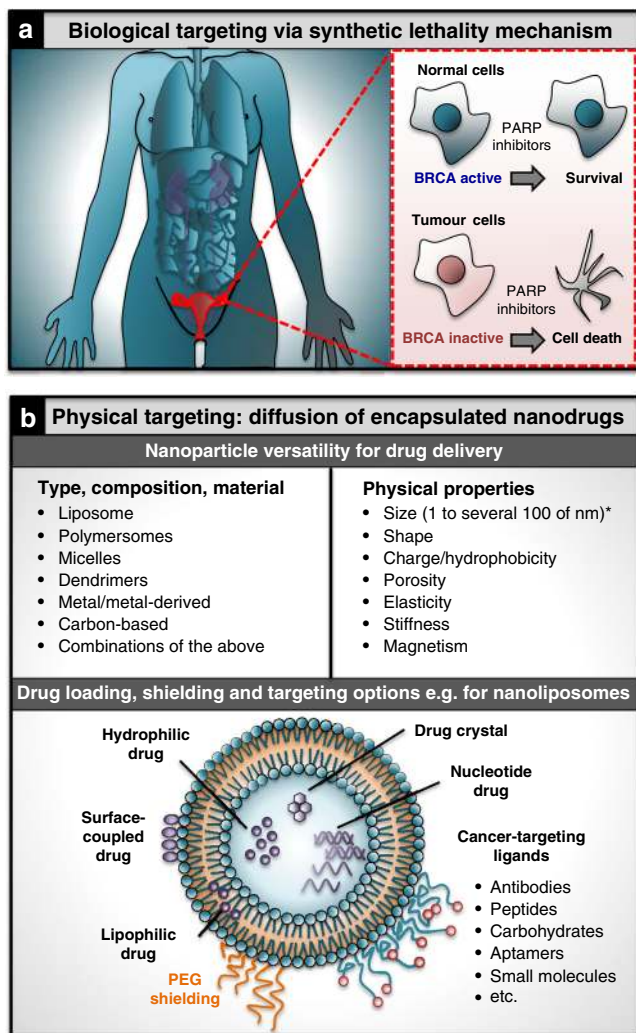 a Biological targeting via synthetic lethality mechanism
Normal cells
PARP
inhibitors
BRCA active
Survival
Tumour cells
PARP
inhibitors
BRCA inactive
Cell death
b Physical targeting: diffusion of encapsulated nanodrugs
Nanoparticle versatility for drug delivery
Type, composition, material
• Liposome
• Polymersomes
• Micelles
• Dendrimers
• Metal/metal-derived
• Carbon-based
• Combinations of the above
Physical properties
• Size (1 to several 100 of nm)*
• Shape
• Charge/hydrophobicity
• Porosity
• Elasticity
• Stiffness
• Magnetism
Drug loading, shielding and targeting options e.g. for nanoliposomes
Hydrophilic
drug
Drug crystal
Nucleotide
drug
Surface-
coupled drug
Lipophilic
drug
PEG
shielding
Cancer-targeting
ligands
• Antibodies
• Peptides
• Carbohydrates
• Aptamers
• Small molecules
• etc.